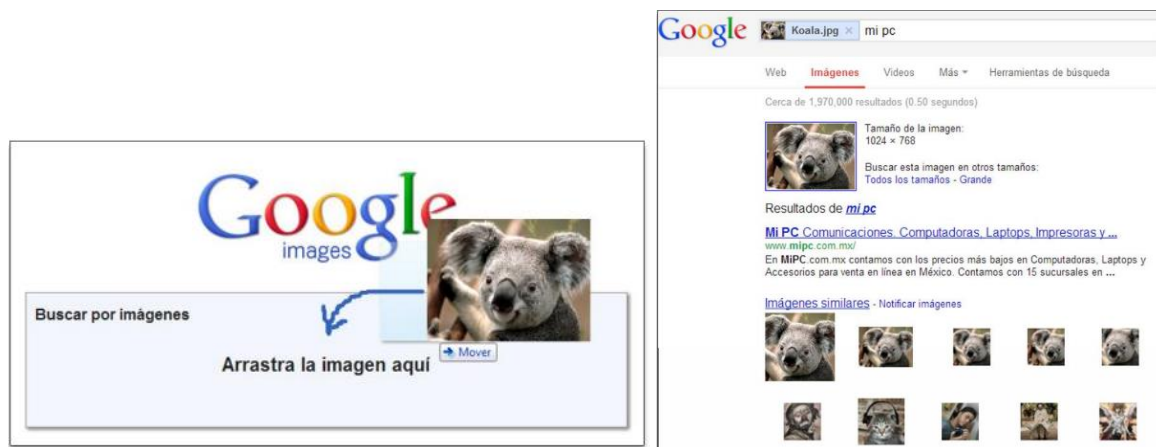 Google
images
Buscar por imágenes
Arrastra la imagen aquí
Mover
Google Koala.jpg × mi pc
Web Imágenes Videos Más Herramientas de búsqueda
Cerca de 1,970,000 resultados (0.50 segundos)
Tamaño de la imagen:
1024 × 768
Buscar esta imagen en otros tamaños:
Todos los tamaños - Grande
Resultados de mi pc
Mi PC Comunicaciones. Computadoras, Laptops, Impresoras y ...
www.mipc.com.mx/
En MiPC.com.mx contamos con los precios más bajos en Computadoras, Laptops y
Accesorios para venta en línea en México. Contamos con 15 sucursales en ...
Imágenes similares - Notificar imágenes